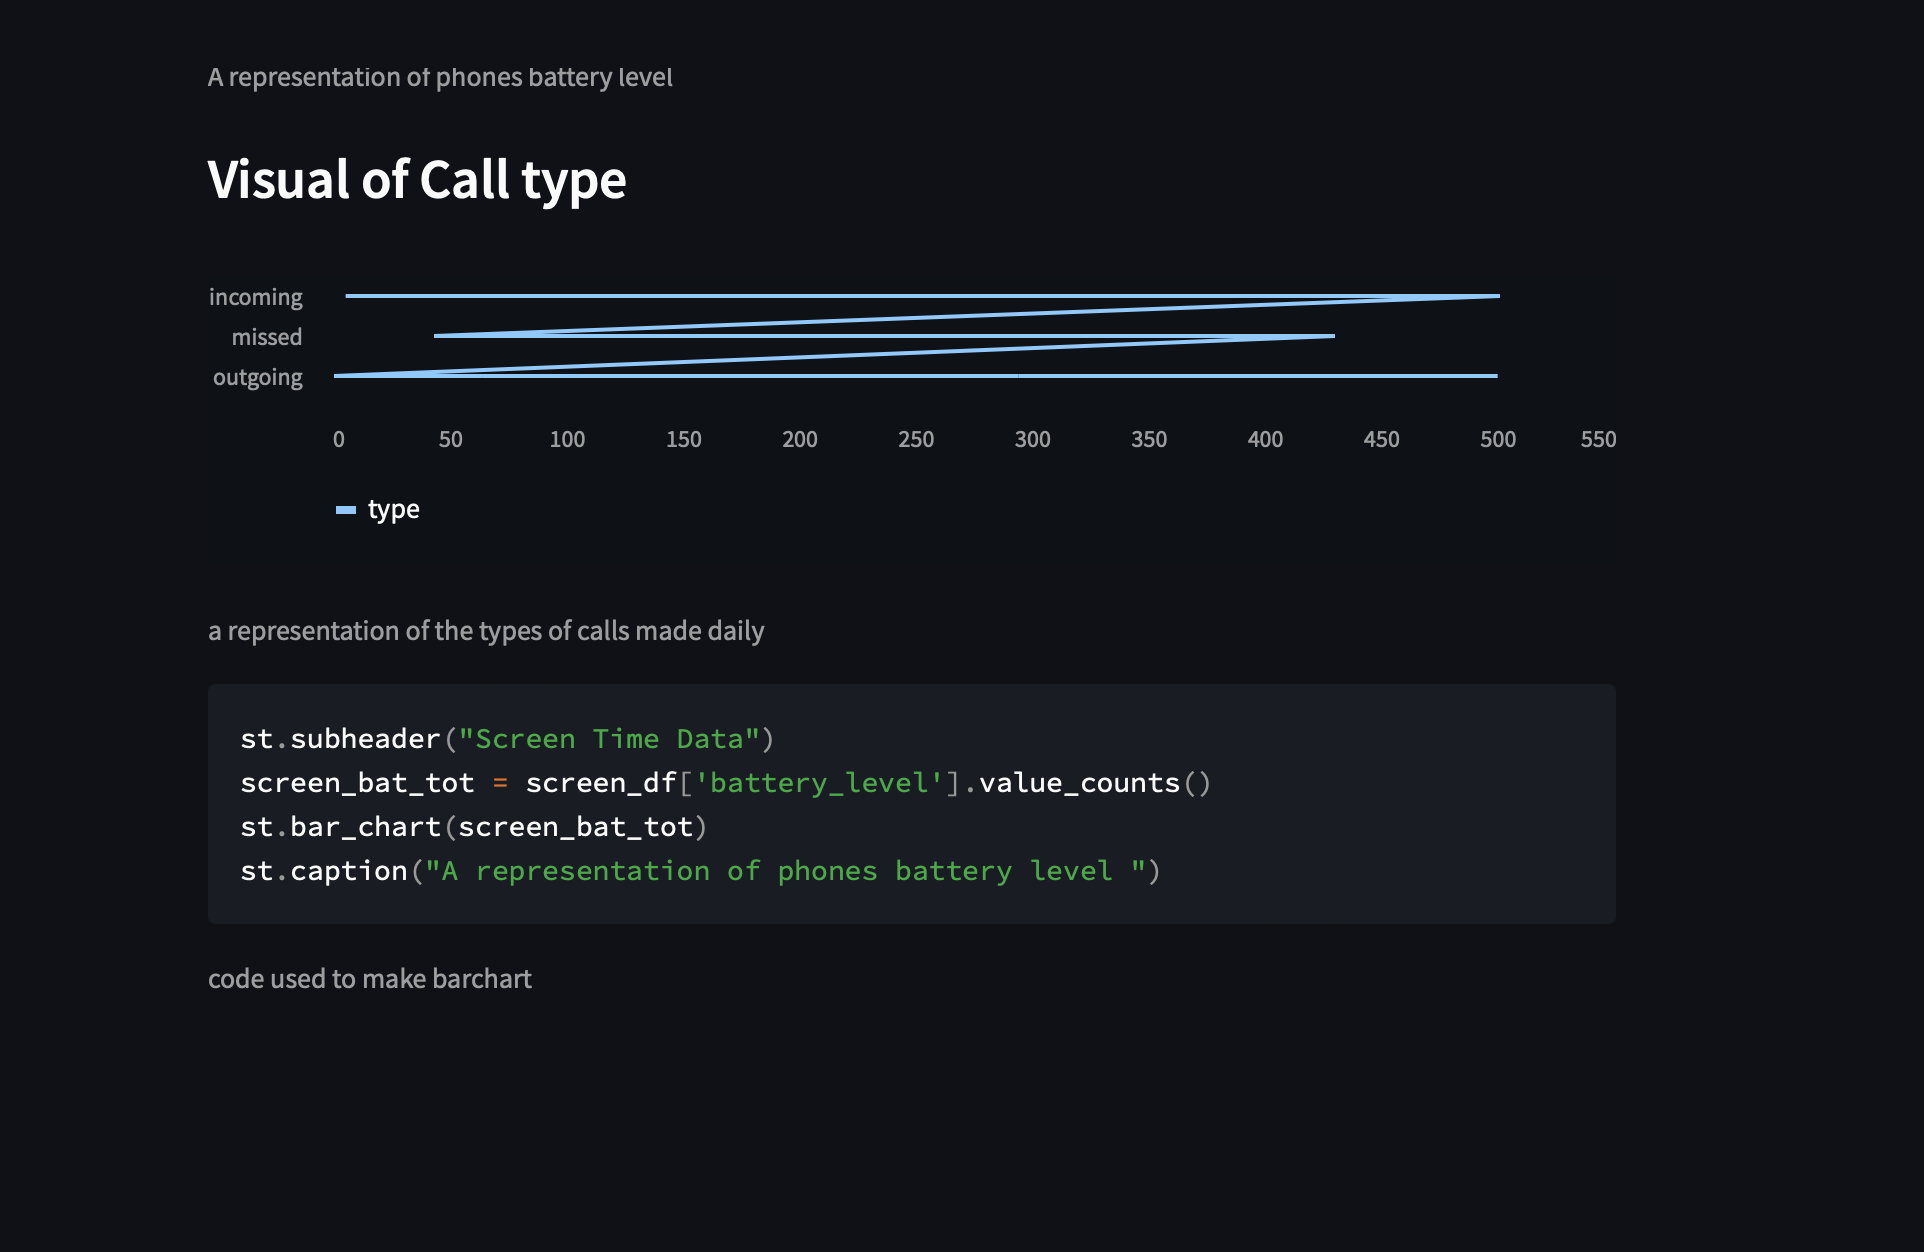 A representation of phones battery level
Visual of Call type
incoming
missed
outgoing
0 50 100 150 200 250 300 350 400 450 500 550
type
a representation of the types of calls made daily
st.subheader("Screen Time Data")
screen_bat_tot = screen_df['battery_level'].value_counts()
st.bar_chart(screen_bat_tot)
st.caption("A representation of phones battery level ")
code used to make barchart